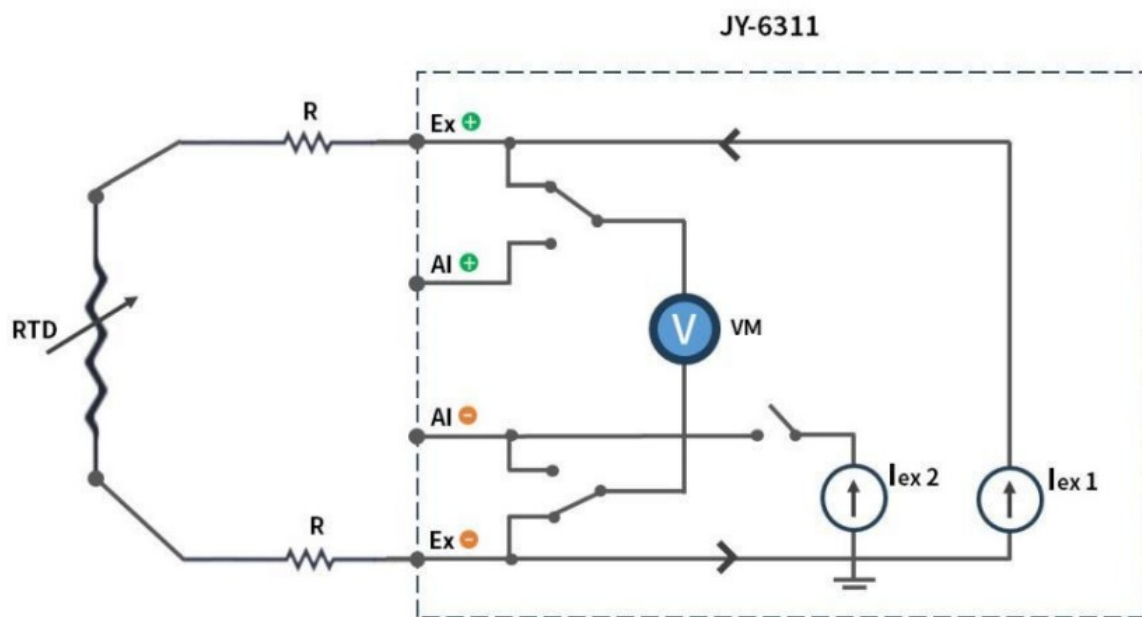 JY-6311
R
Ex +
AI +
RTD
V
VM
AI -
Iex 2
Iex 1
R
Ex -